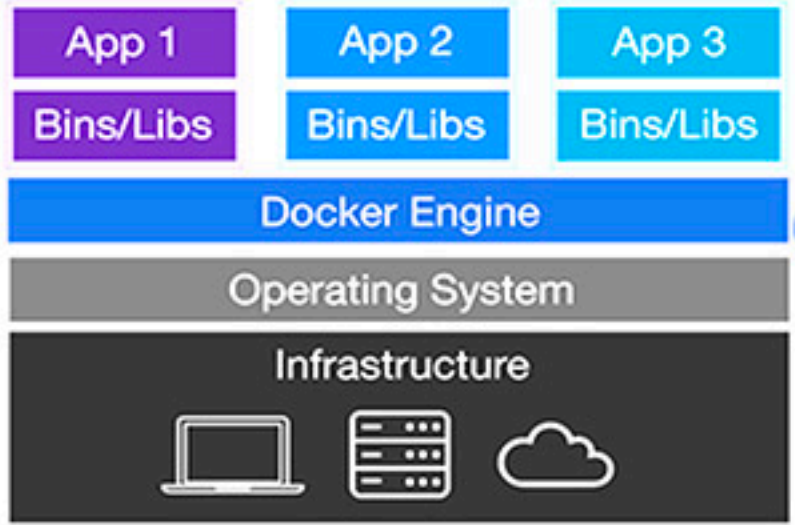 App 1
App 2
App 3
Bins/Libs
Bins/Libs
Bins/Libs
Docker Engine
Operating System
Infrastructure